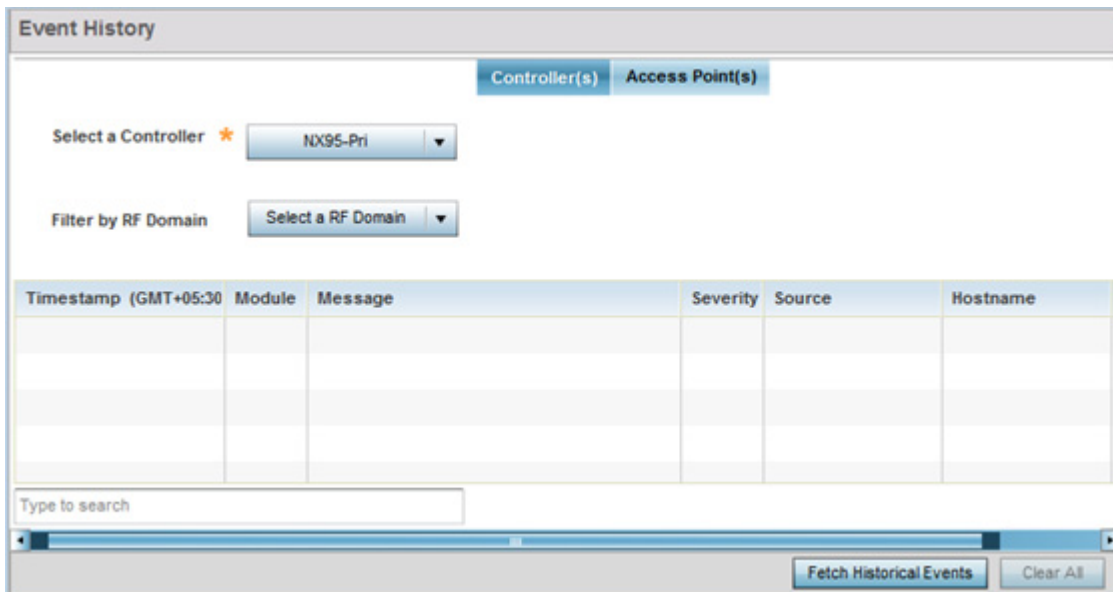 Event History
Controller(s) Access Point(s)
Select a Controller *
NX95-Pri
Filter by RF Domain
Select a RF Domain
Timestamp (GMT+05:30 Module Message Severity Source Hostname
Type to search
Fetch Historical Events Clear All